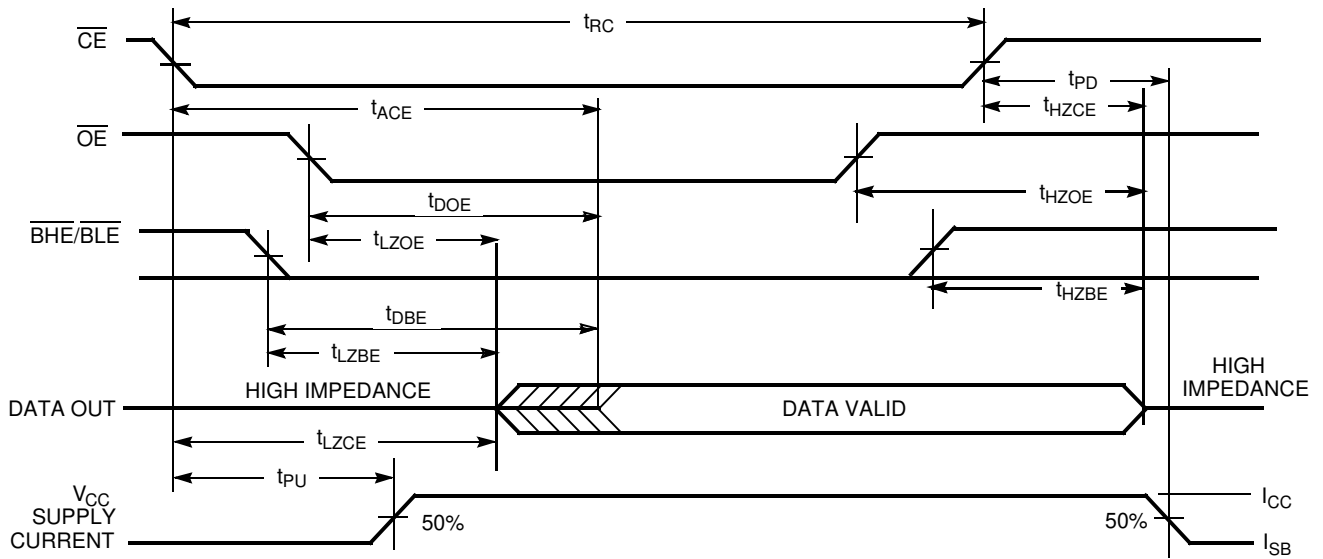 tRC
CE
tPD
tACE
tHZCE
OE
tDOE
tHZOE
BHE/BLE
tLZOE
tHZBE
tDBE
tLZBE
HIGH IMPEDANCE
HIGH
IMPEDANCE
DATA OUT
DATA VALID
tLZCE
tPU
VCC
SUPPLY
CURRENT
50%
50%
ICC
ISB